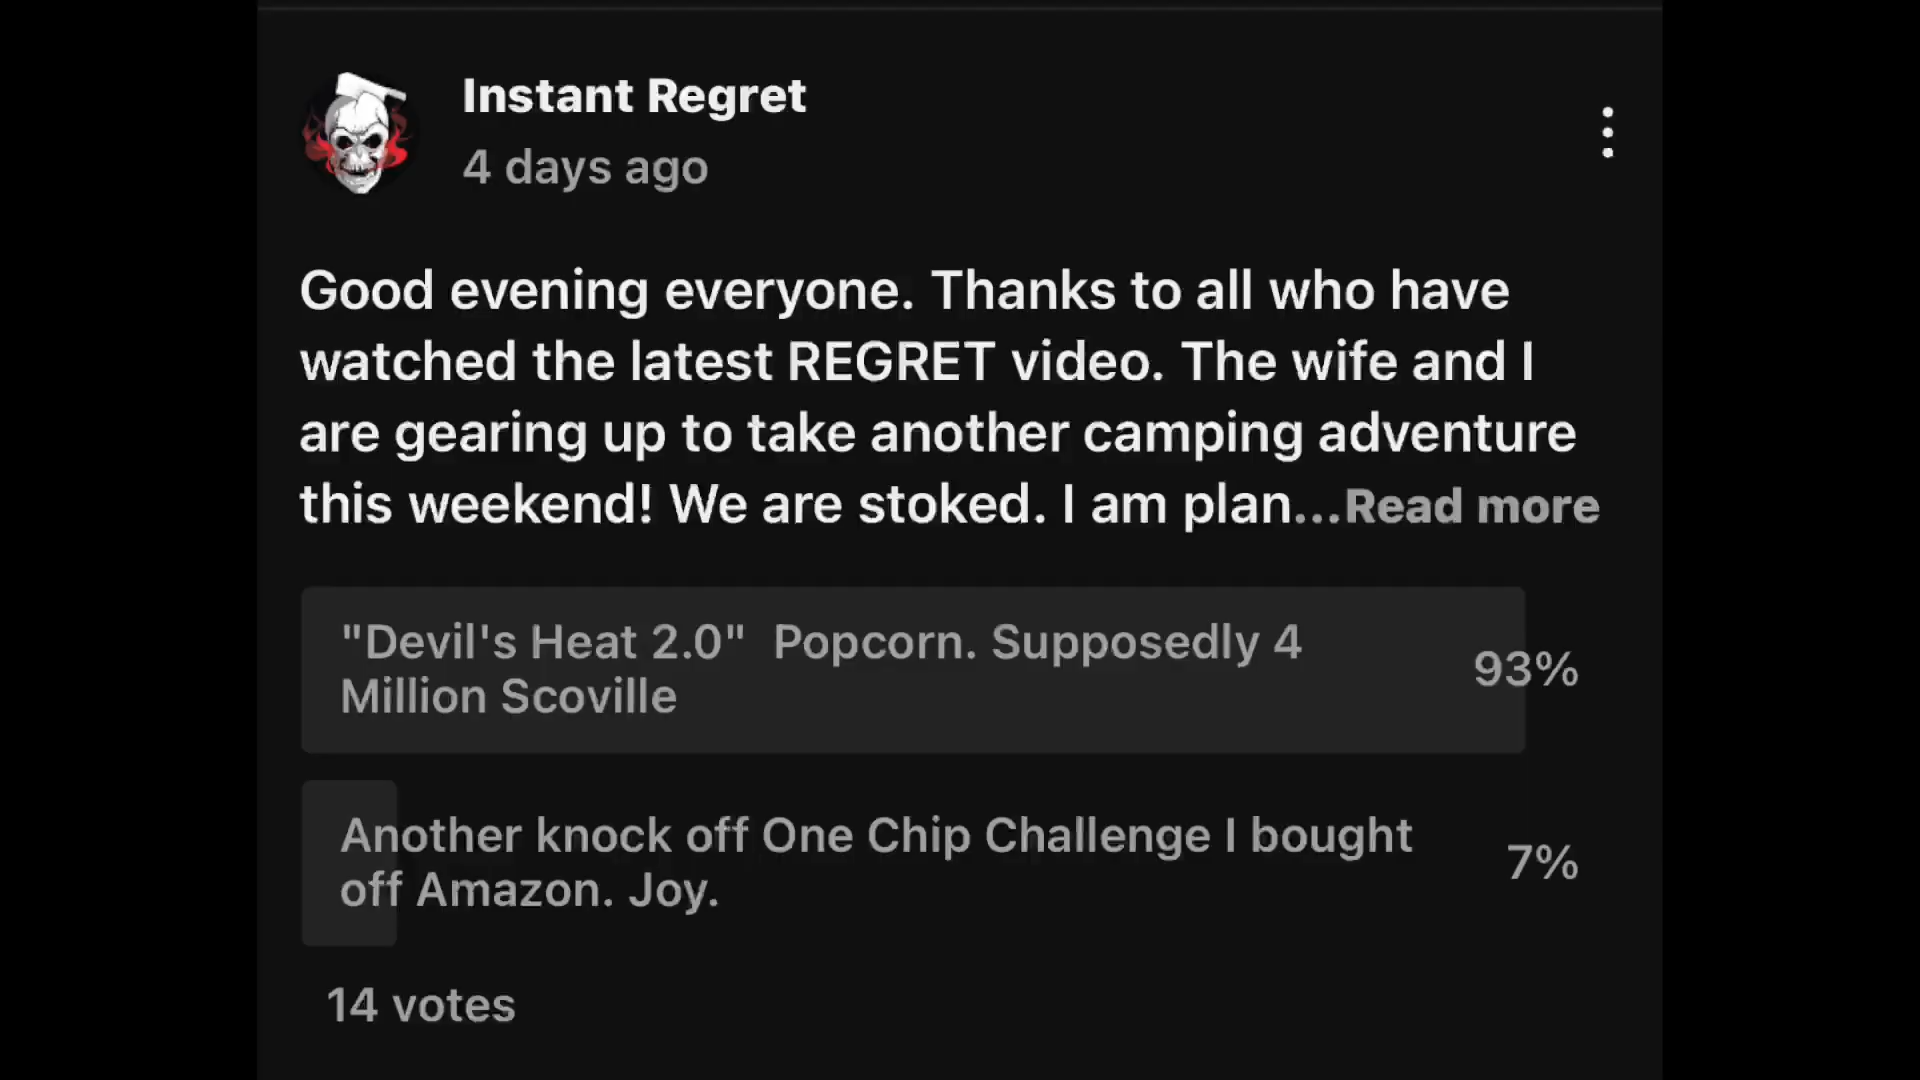 Instant Regret
4 days ago
Good evening everyone. Thanks to all who have
watched the latest REGRET video. The wife and I
are gearing up to take another camping adventure
this weekend! We are stoked. I am plan...Read more
"Devil's Heat 2.0"  Popcorn. Supposedly 4
Million Scoville
93%
Another knock off One Chip Challenge I bought
off Amazon. Joy.
7%
14 votes